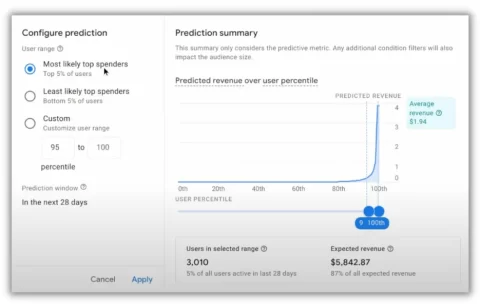 Configure prediction
User range
Most likely top spenders
Top 5% of users
Least likely top spenders
Bottom 5% of users
Custom
Customize user range
95 to 100
percentile
Prediction window
In the next 28 days
Cancel Apply
Prediction summary
This summary only considers the predictive metric. Any additional condition filters will also
impact the audience size.
Predicted revenue over user percentile
PREDICTED REVENUE
4
3
2
1
0
Average
revenue
$1.94
0th 20th 40th 60th 80th 100th
USER PERCENTILE
9 100th
Users in selected range
3,010
5% of all users active in last 28 days
Expected revenue
$5,842.87
87% of all expected revenue